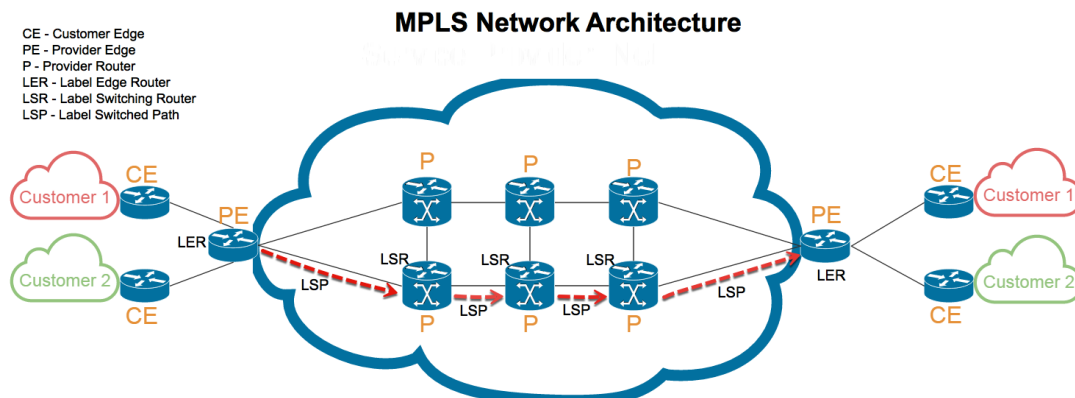 MPLS Network Architecture
CE - Customer Edge
PE - Provider Edge
P - Provider Router
LER - Label Edge Router
LSR - Label Switching Router
LSP - Label Switched Path
P
P
P
CE
CE
Customer 1
Customer 1
PE
PE
LER
LER
LSR
LSR
LSR
Customer 2
Customer 2
LSP
LSP
LSP
LSP
CE
CE
P
P
P